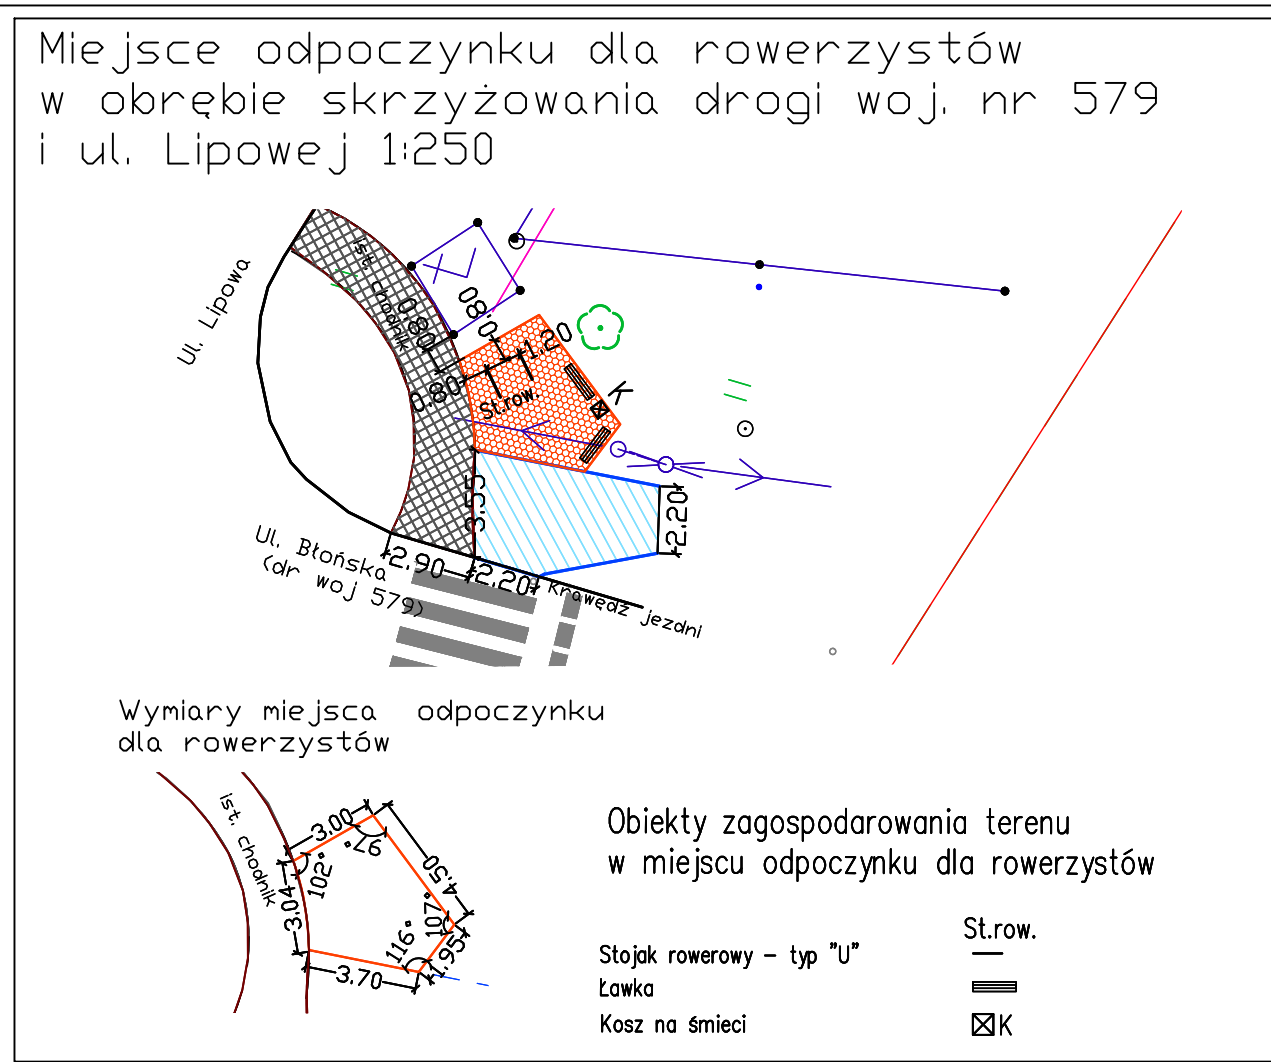 Miejsce odpoczynku dla rowerzystów
w obrębie skrzyżowania drogi woj. nr 579
i ul. Lipowej 1:250
Ul. Lipowa
ist. chodnik
0.80
0.80
1.20
0.80
St.row.
K
3.55
2.20
Ul. Błońska
(dr woj 579)
2.90
2.20
Krawedź jezdni
Wymiary miejsca odpoczynku
dla rowerzystów
ist. chodnik
3.00
97°
102°
4.50
3.04
107°
116°
1.95
3.70
Obiekty zagospodarowania terenu
w miejscu odpoczynku dla rowerzystów
St.row.
Stojak rowerowy – typ "U"
Ławka
Kosz na śmieci
K